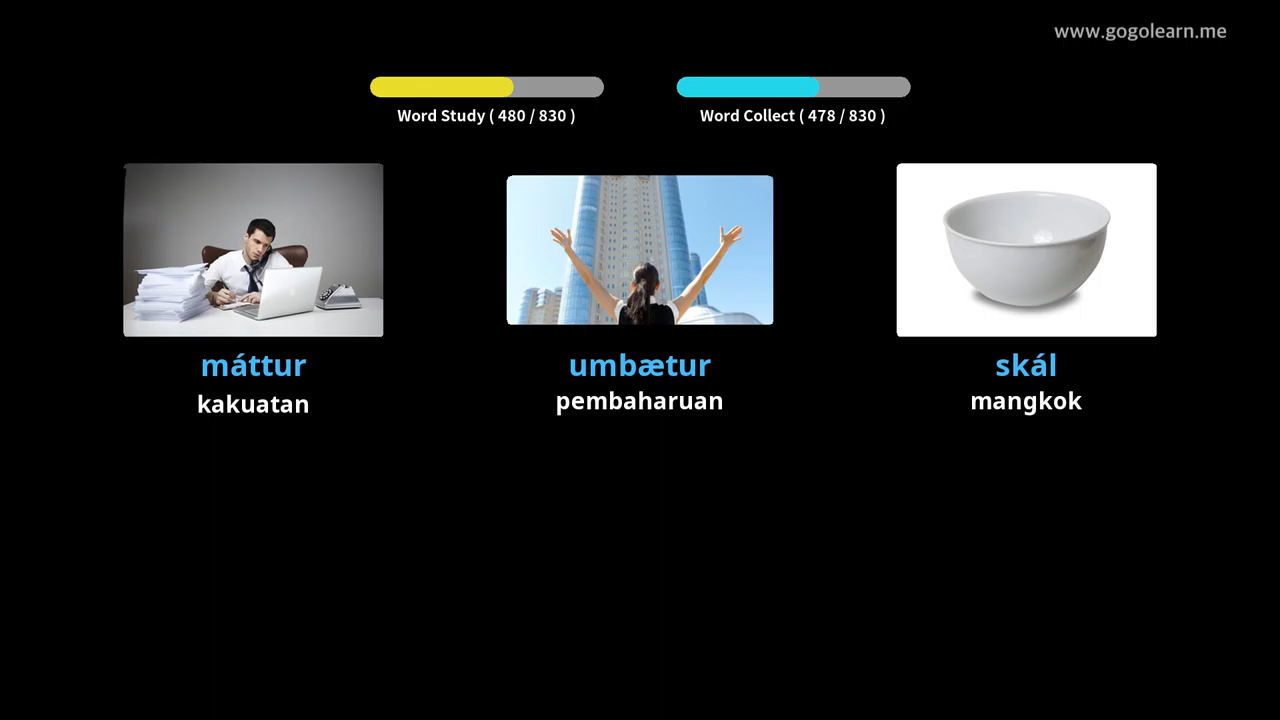 www.gogolearn.me
Word Study ( 480 / 830 )
Word Collect ( 478 / 830 )
máttur
kakuatan
umbætur
pembaharuan
skál
mangkok